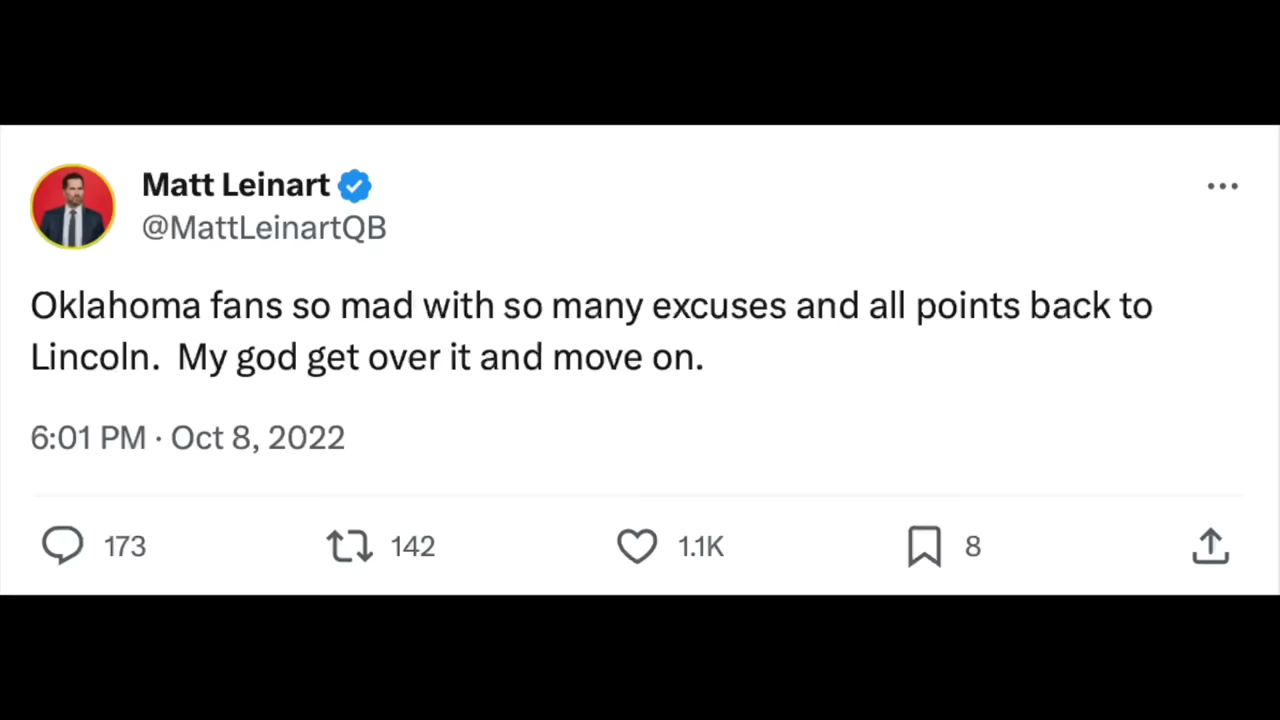 Matt Leinart
@MattLeinartQB
Oklahoma fans so mad with so many excuses and all points back to
Lincoln.  My god get over it and move on.
6:01 PM · Oct 8, 2022
173 142 1.1K 8